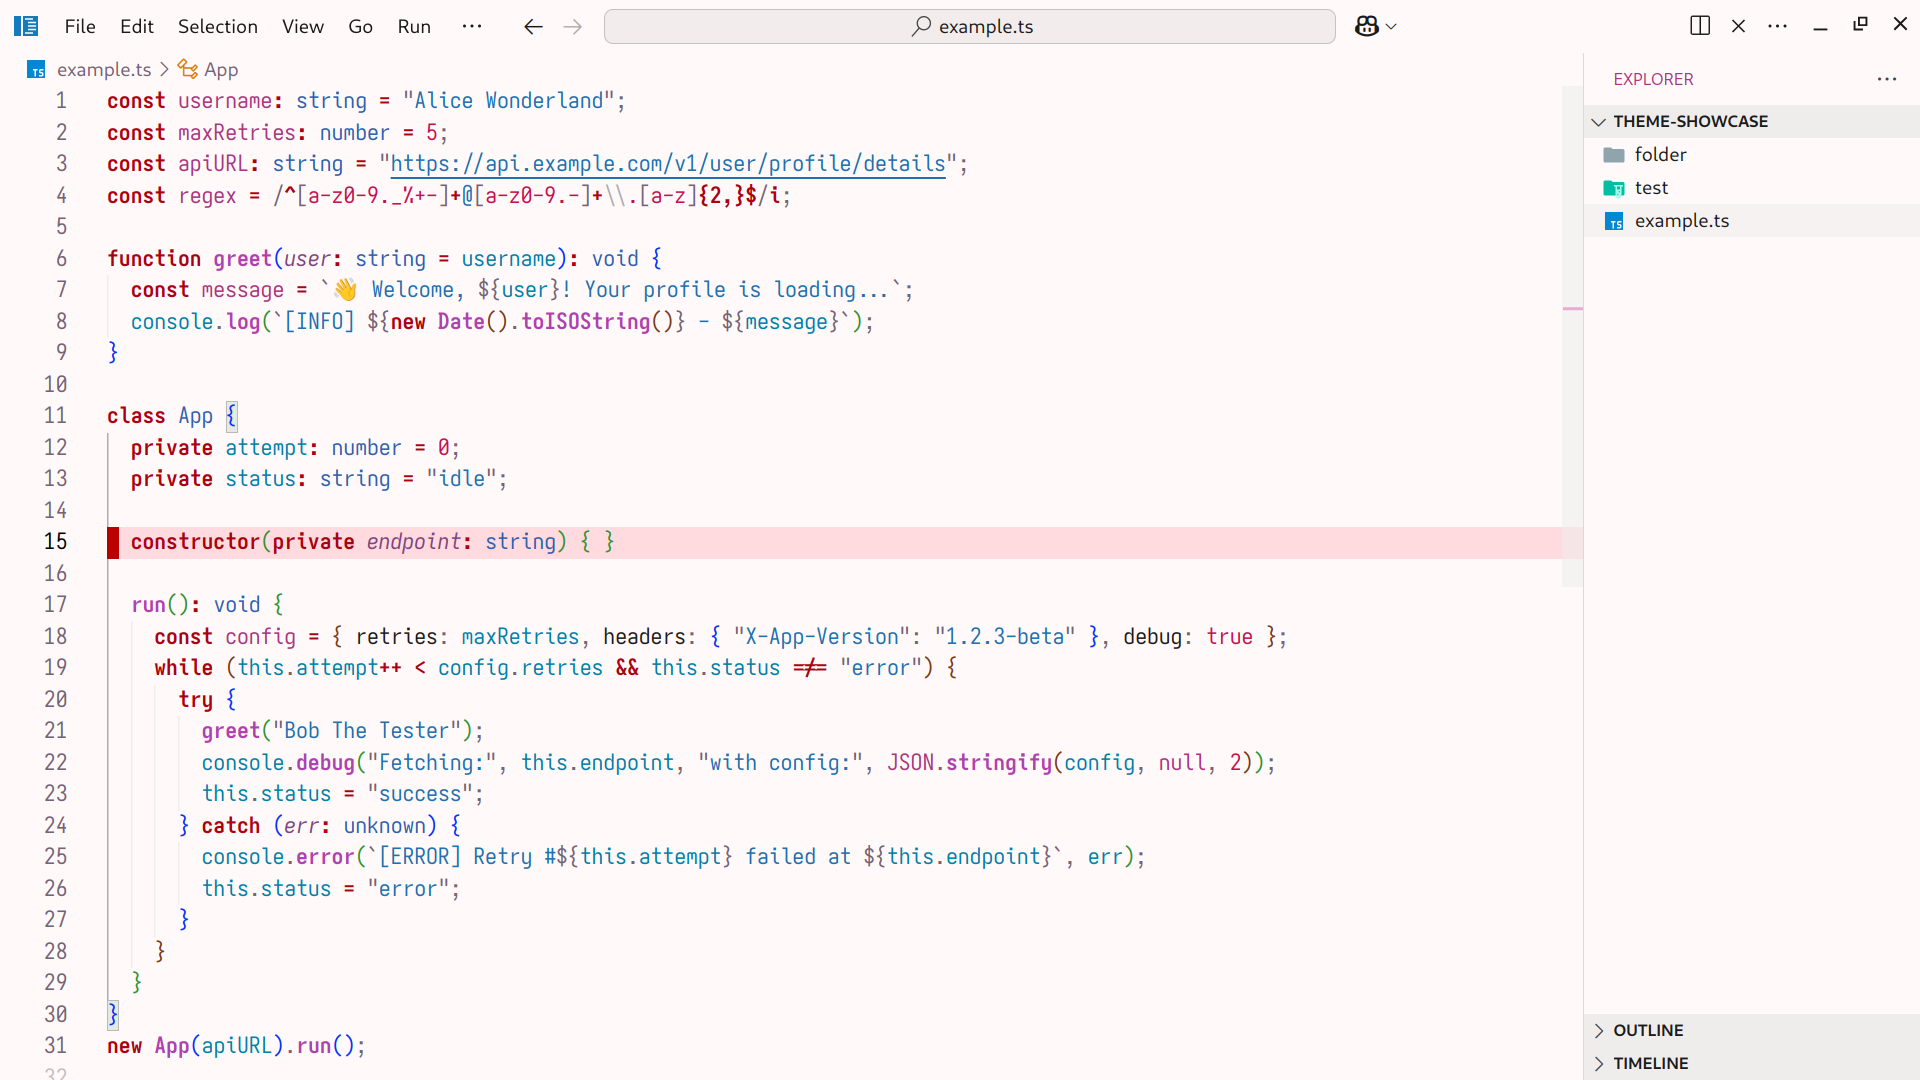 File Edit Selection View Go Run ··· example.ts
example.ts > App
1 const username: string = "Alice Wonderland";
2 const maxRetries: number = 5;
3 const apiURL: string = "https://api.example.com/v1/user/profile/details";
4 const regex = /^[a-z0-9._%+-]+@[a-z0-9.-]+\\.[a-z]{2,}$/i;
5
6 function greet(user: string = username): void {
7   const message = `👋 Welcome, ${user}! Your profile is loading...`;
8   console.log(`[INFO] ${new Date().toISOString()} - ${message}`);
9 }
10
11 class App {
12   private attempt: number = 0;
13   private status: string = "idle";
14
15   constructor(private endpoint: string) { }
16
17   run(): void {
18     const config = { retries: maxRetries, headers: { "X-App-Version": "1.2.3-beta" }, debug: true };
19     while (this.attempt++ < config.retries && this.status !== "error") {
20       try {
21         greet("Bob The Tester");
22         console.debug("Fetching:", this.endpoint, "with config:", JSON.stringify(config, null, 2));
23         this.status = "success";
24       } catch (err: unknown) {
25         console.error(`[ERROR] Retry #${this.attempt} failed at ${this.endpoint}`, err);
26         this.status = "error";
27       }
28     }
29   }
30 }
31 new App(apiURL).run();
32
EXPLORER
THEME-SHOWCASE
folder
test
example.ts
OUTLINE
TIMELINE